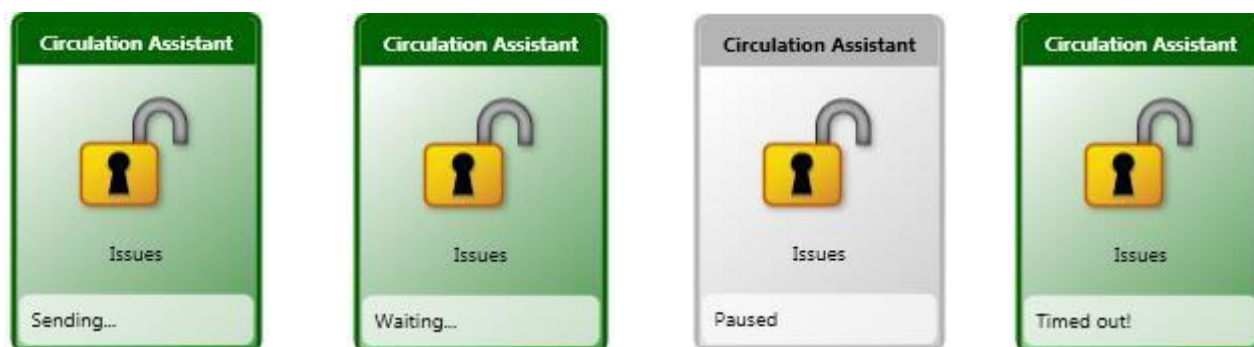 Circulation Assistant
Issues
Sending...
Circulation Assistant
Issues
Waiting...
Circulation Assistant
Issues
Paused
Circulation Assistant
Issues
Timed out!